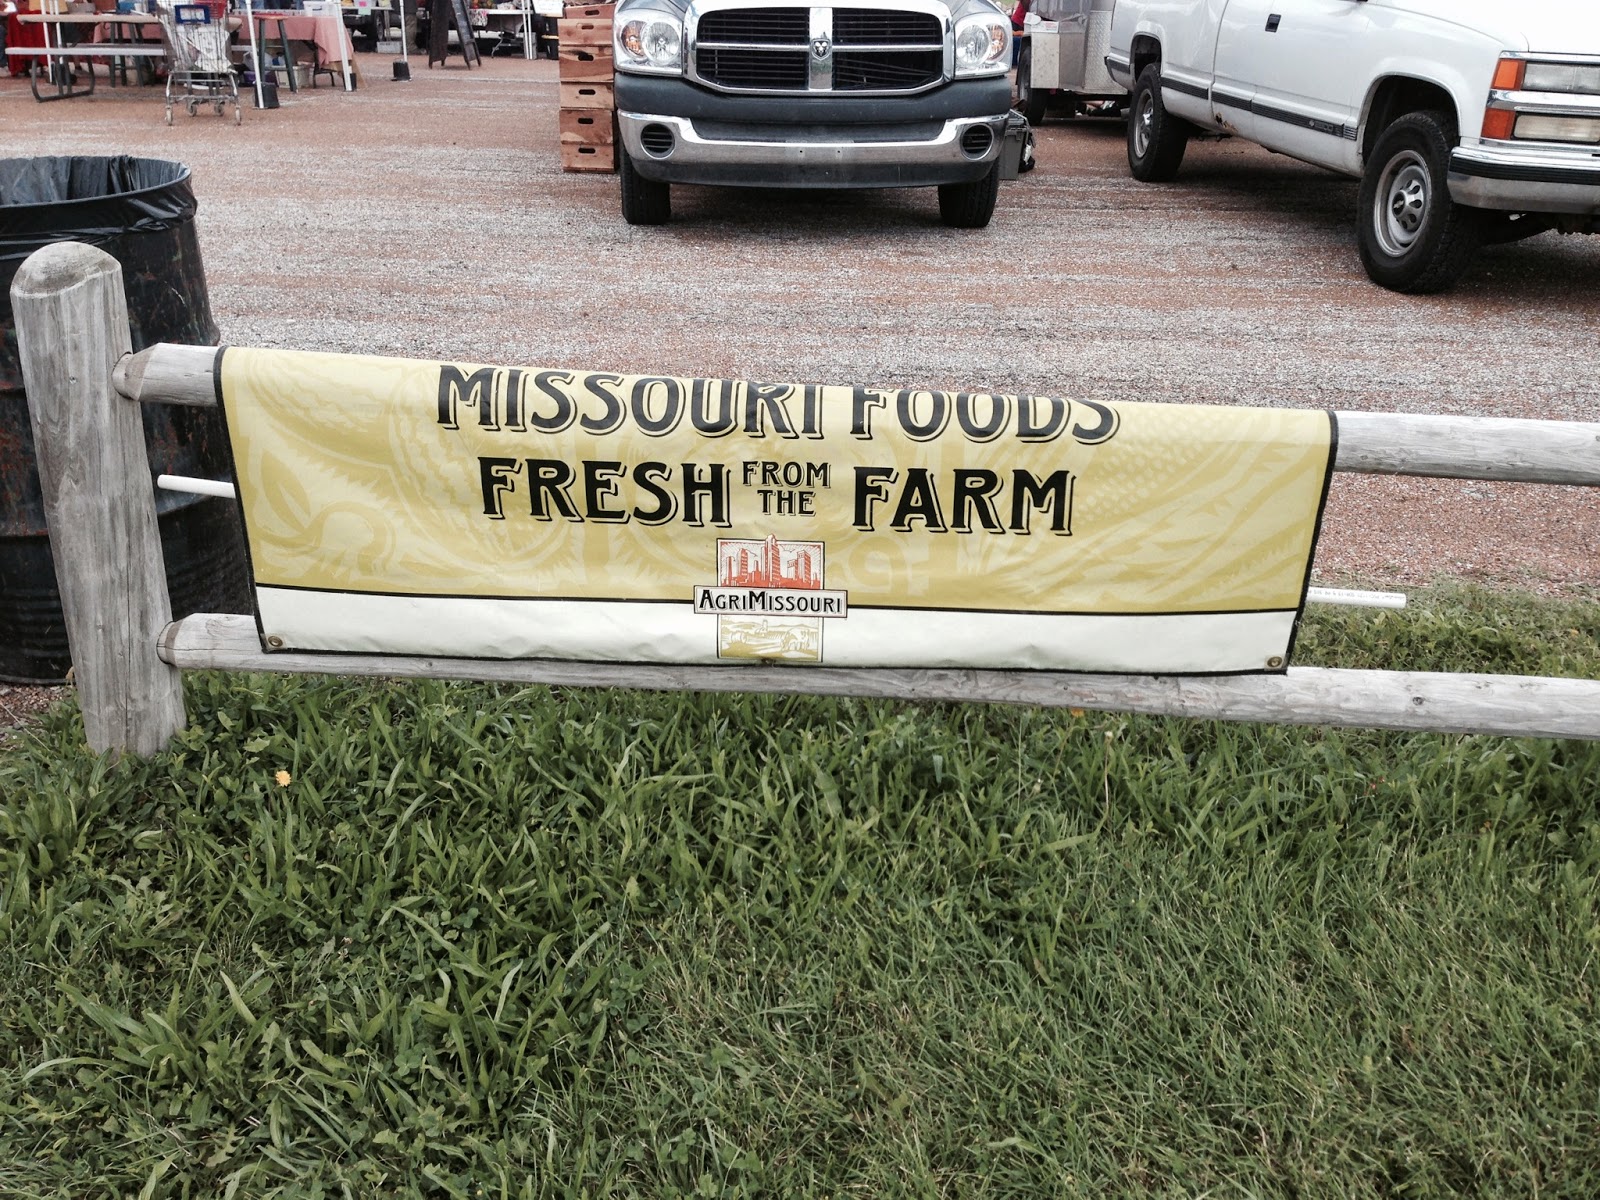 MISSOURI FOODS
FRESH FROM THE FARM
AGRIMISSOURI